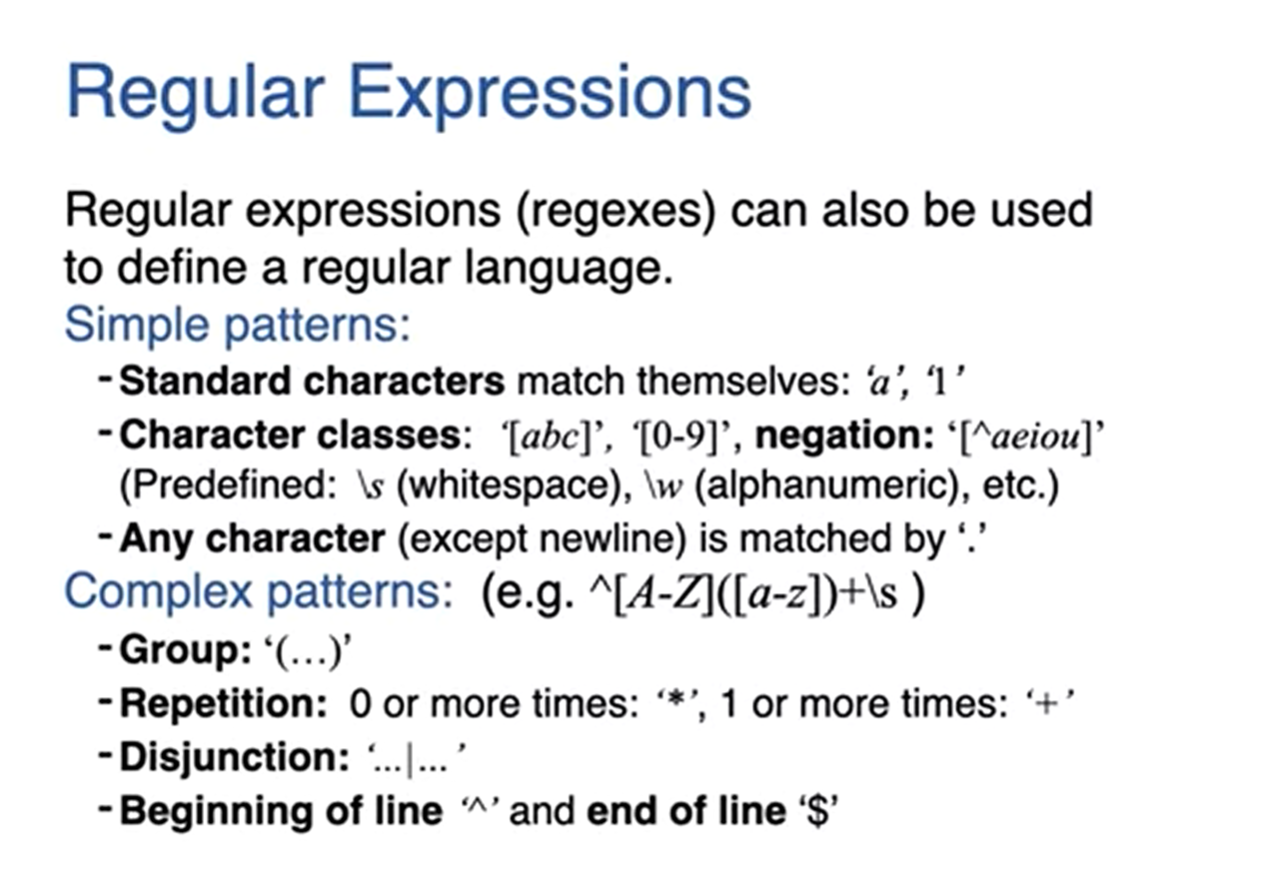 Regular Expressions
Regular expressions (regexes) can also be used
to define a regular language.
Simple patterns:
- Standard characters match themselves: ‘a’, ‘1’
- Character classes: ‘[abc]’, ‘[0-9]’, negation: ‘[^aeiou]’
(Predefined: \s (whitespace), \w (alphanumeric), etc.)
- Any character (except newline) is matched by ‘.’
Complex patterns: (e.g. ^[A-Z]([a-z])+\s )
- Group: ‘(…)’
- Repetition: 0 or more times: ‘*’, 1 or more times: ‘+’
- Disjunction: ‘...|... ’
- Beginning of line ‘^’ and end of line ‘$’